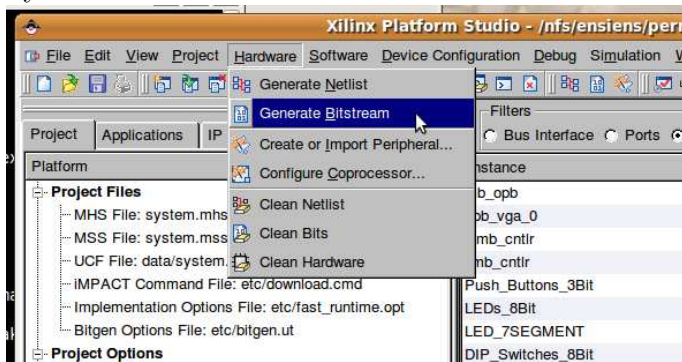 Xilinx Platform Studio - /nfs/ensiens/per
File Edit View Project Hardware Software Device Configuration Debug Simulation
Generate Netlist
Generate Bitstream
Create or Import Peripheral...
Configure Coprocessor...
Clean Netlist
Clean Bits
Clean Hardware
Filters
Bus Interface Ports
Project Applications IP
Platform
Project Files
MHS File: system.mhs
MSS File: system.mss
UCF File: data/system.
iMPACT Command File: etc/download.cmd
Implementation Options File: etc/fast_runtime.opt
Bitgen Options File: etc/bitgen.ut
Project Options
nstance
b_opb
pb_vga_0
mb_cntlr
mb_cntlr
Push_Buttons_3Bit
LEDs_8Bit
LED_7SEGMENT
DIP_Switches_8Bit